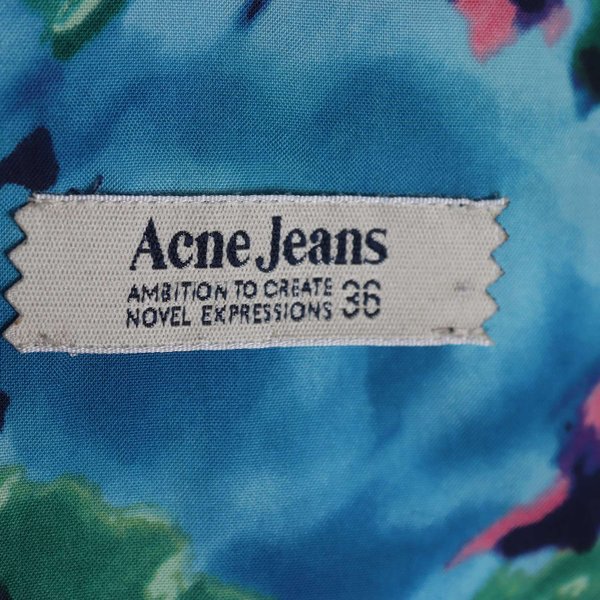 Acne Jeans
AMBITION TO CREATE 36
NOVEL EXPRESSIONS